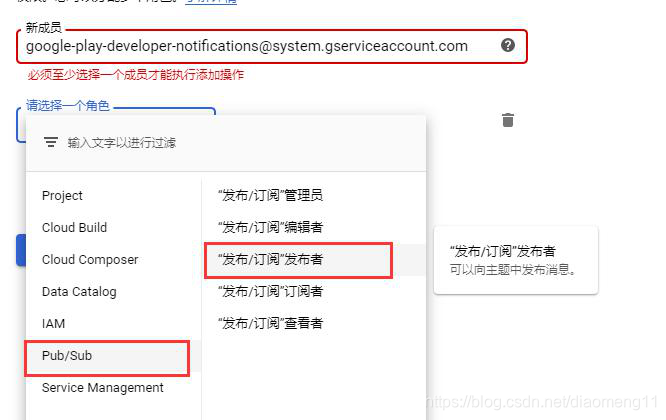 新成员
google-play-developer-notifications@system.gserviceaccount.com
必须至少选择一个成员才能执行添加操作
请选择一个角色
输入文字以进行过滤
Project
Cloud Build
Cloud Composer
Data Catalog
IAM
Pub/Sub
Service Management
“发布/订阅”管理员
“发布/订阅”编辑者
“发布/订阅”发布者
“发布/订阅”订阅者
“发布/订阅”查看者
“发布/订阅”发布者
可以向主题中发布消息。
https://blog.csdn.net/diaomeng11